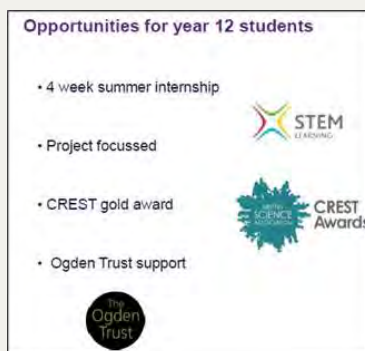 Opportunities for year 12 students
• 4 week summer internship
STEM
LEARNING
• Project focussed
• CREST gold award
BRITISH
SCIENCE
ASSOCIATION
CREST
Awards
• Ogden Trust support
The
Ogden
Trust